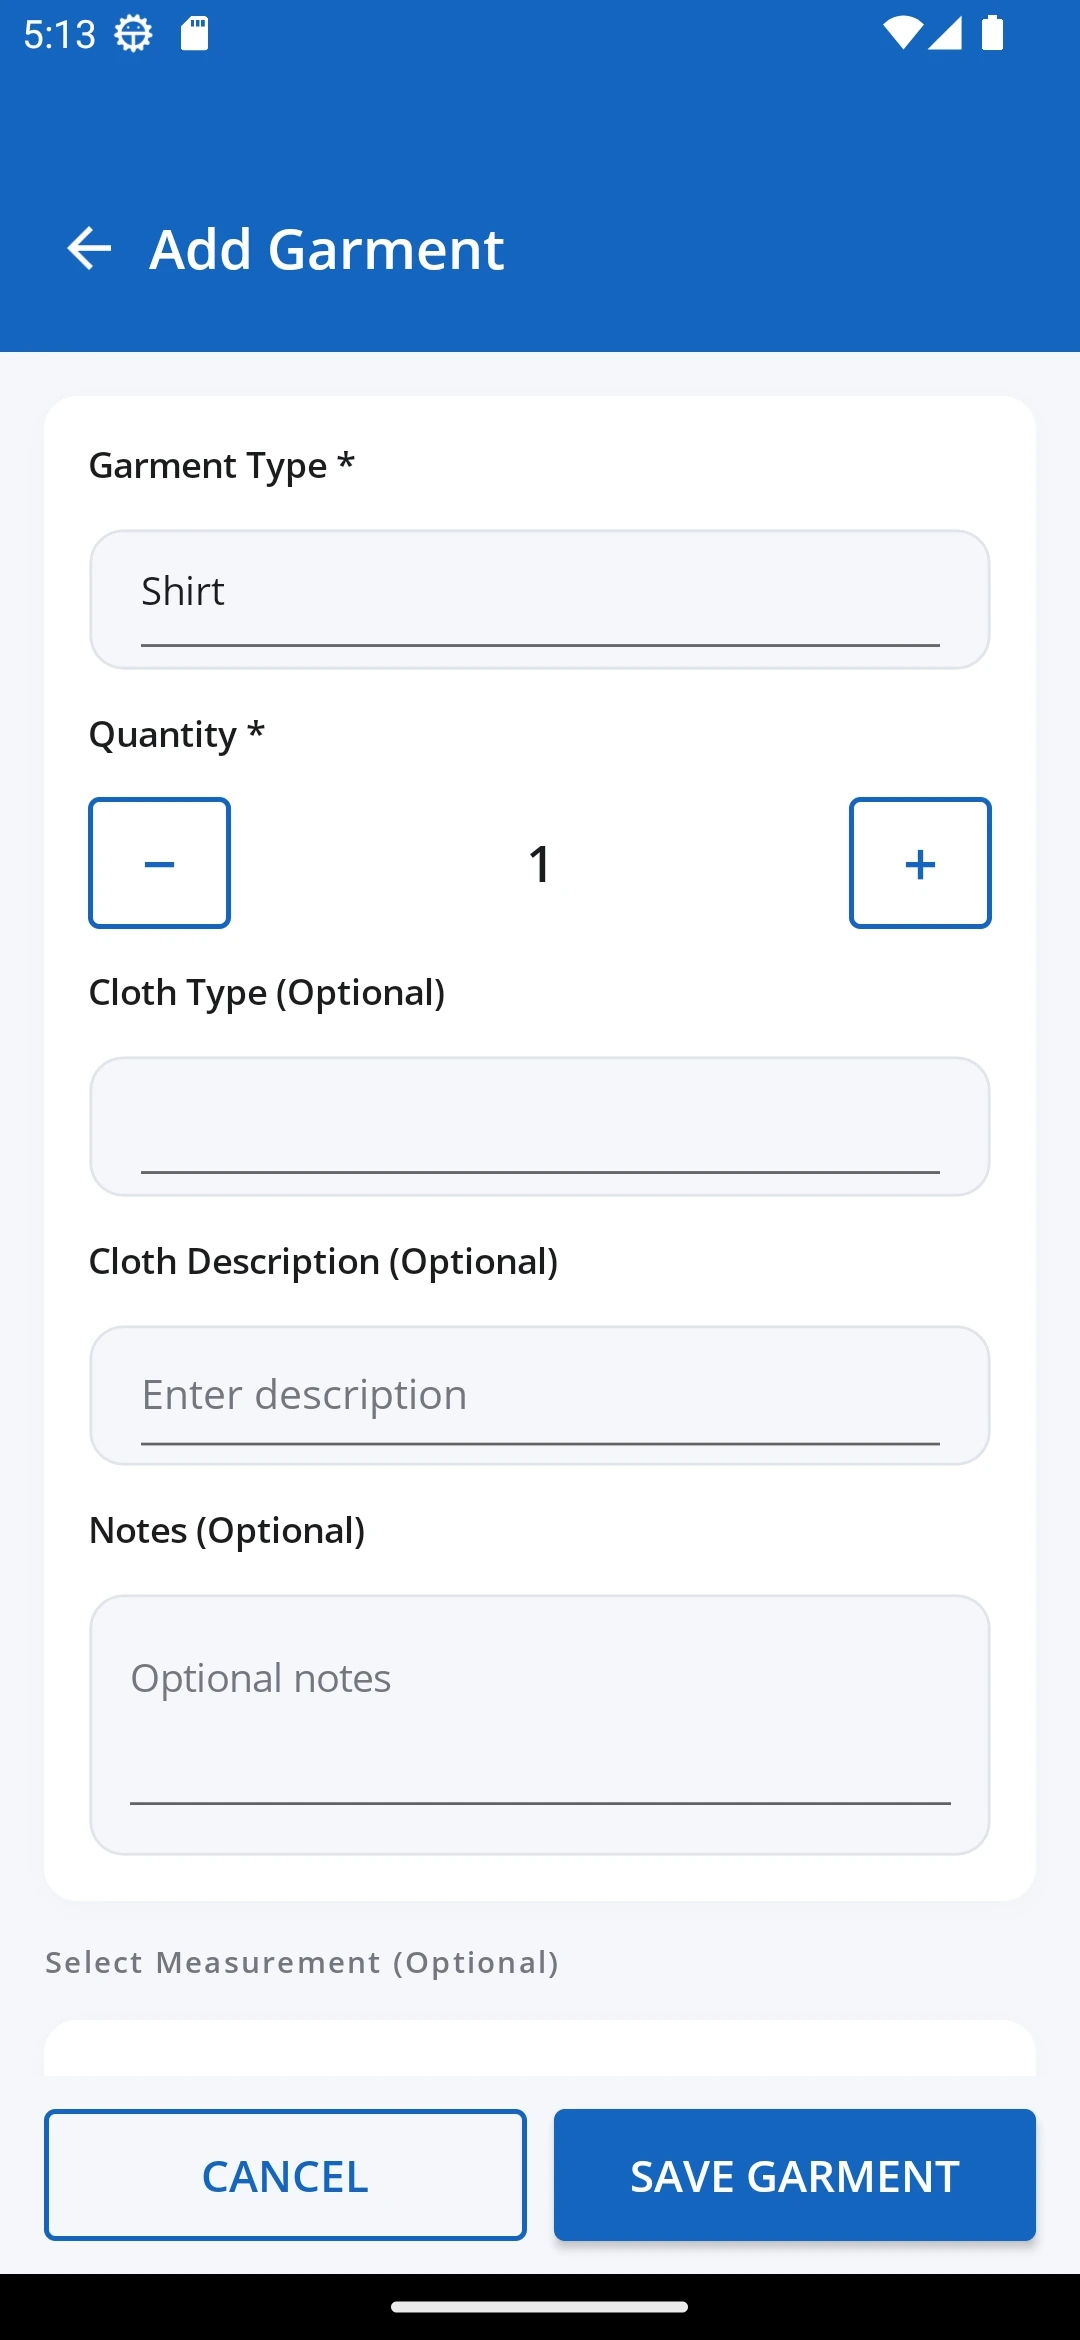 5:13
Add Garment
Garment Type *
Shirt
Quantity *
− 1 +
Cloth Type (Optional)
Cloth Description (Optional)
Enter description
Notes (Optional)
Optional notes
Select Measurement (Optional)
CANCEL SAVE GARMENT